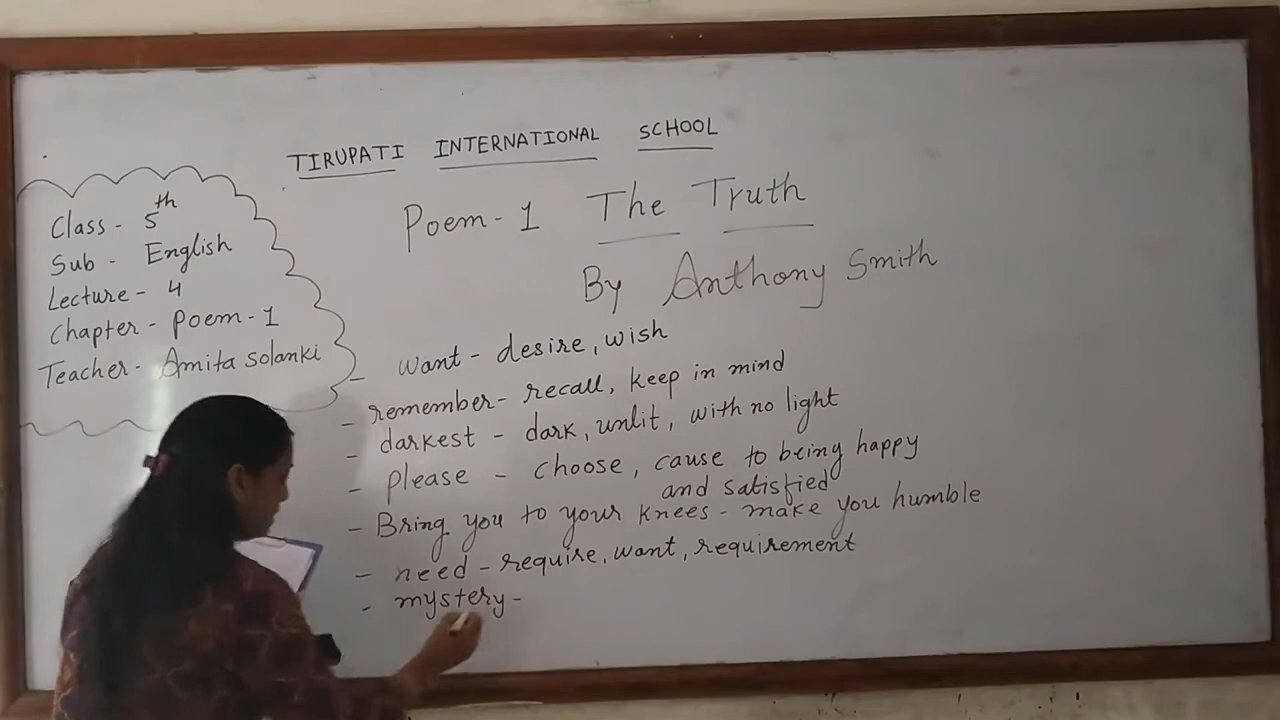 TIRUPATI INTERNATIONAL SCHOOL
Class - 5th
Sub - English
Lecture - 4
Chapter - Poem - 1
Teacher - Amita Solanki
Poem - 1 The Truth
By Anthony Smith
- want - desire, wish
- remember - recall, keep in mind
- darkest - dark, unlit, with no light
- please - choose, cause to being happy
and satisfied
- Bring you to your knees - make you humble
- need - require, want, requirement
- mystery -